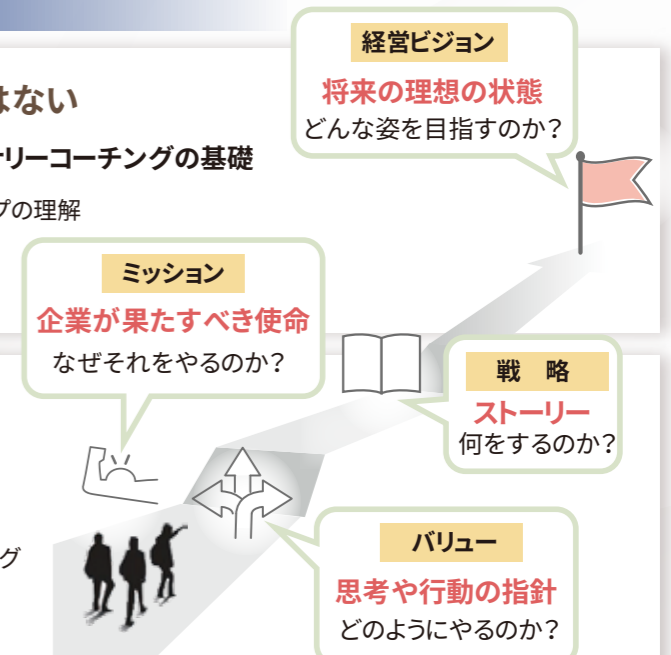 経営ビジョン
将来の理想の状態
どんな姿を目指すのか？
はない
リーコーチングの基礎
プの理解
ミッション
企業が果たすべき使命
なぜそれをやるのか？
戦　略
ストーリー
何をするのか？
グ
バリュー
思考や行動の指針
どのようにやるのか？